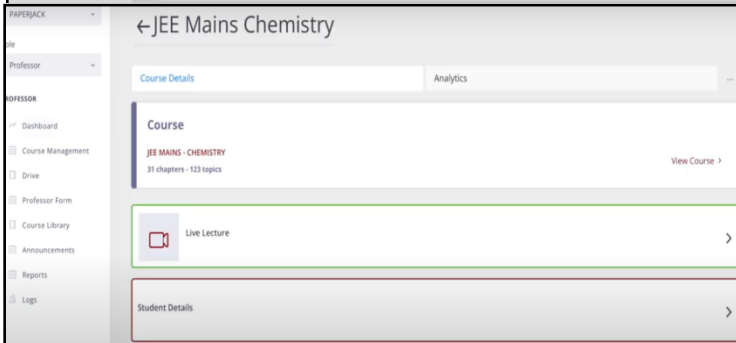 PAPERJACK
ole
Professor
ROFESSOR
Dashboard
Course Management
Drive
Professor Form
Course Library
Announcements
Reports
Logs
←JEE Mains Chemistry
Course Details
Analytics
...
Course
JEE MAINS - CHEMISTRY
31 chapters - 123 topics
View Course >
Live Lecture
Student Details